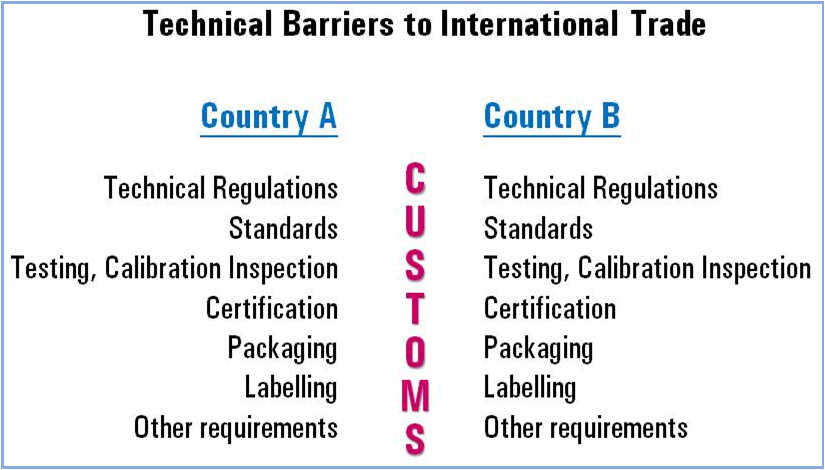 Technical Barriers to International Trade
Country A
Technical Regulations
Standards
Testing, Calibration Inspection
Certification
Packaging
Labelling
Other requirements
C
U
S
T
O
M
S
Country B
Technical Regulations
Standards
Testing, Calibration Inspection
Certification
Packaging
Labelling
Other requirements